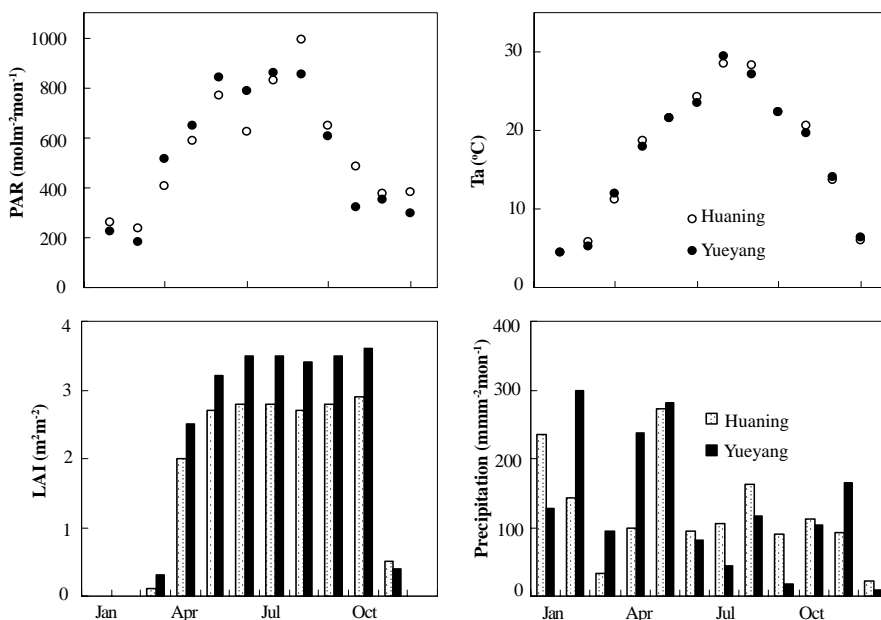 PAR (molm⁻²mon⁻¹)
1000
800
600
400
200
0
Ta (°C)
30
20
10
0
Huaning
Yueyang
LAI (m²m⁻²)
4
3
2
1
0
Jan Apr Jul Oct
Precipitation (mmm⁻²mon⁻¹)
400
300
200
100
0
Huaning
Yueyang
Jan Apr Jul Oct